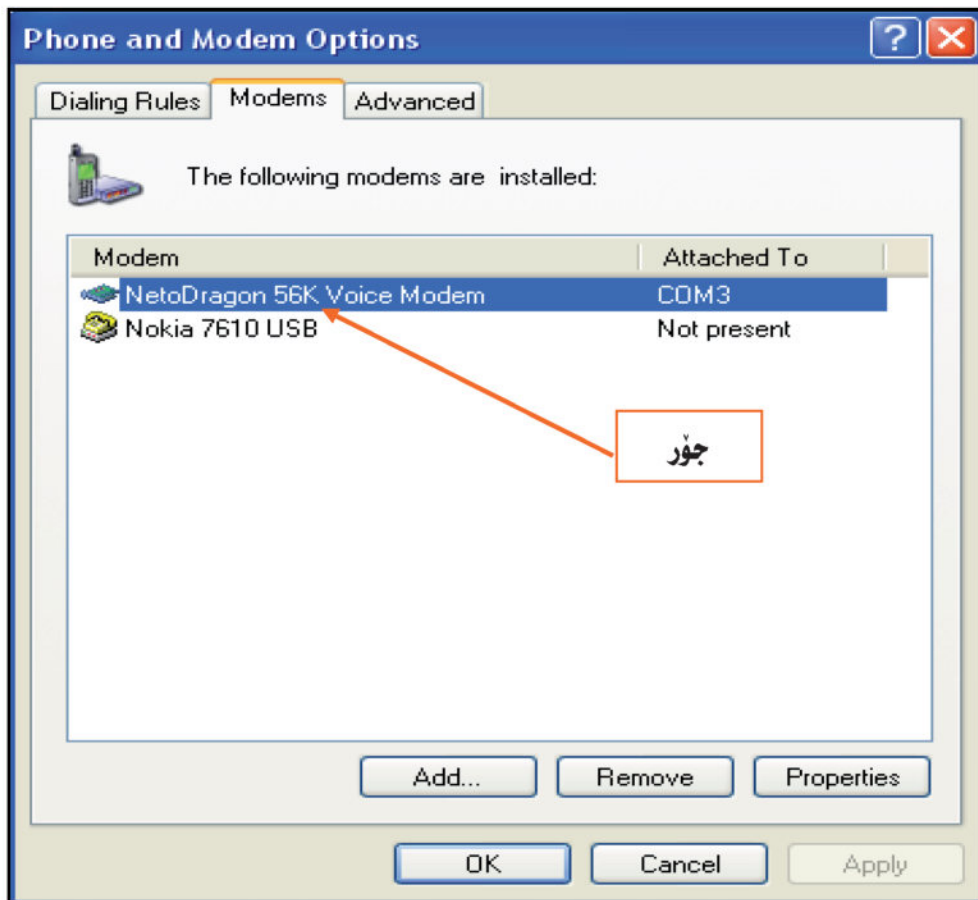 Phone and Modem Options
Dialing Rules Modems Advanced
The following modems are installed:
Modem Attached To
NetoDragon 56K Voice Modem COM3
Nokia 7610 USB Not present
جۆر
Add... Remove Properties
OK Cancel Apply